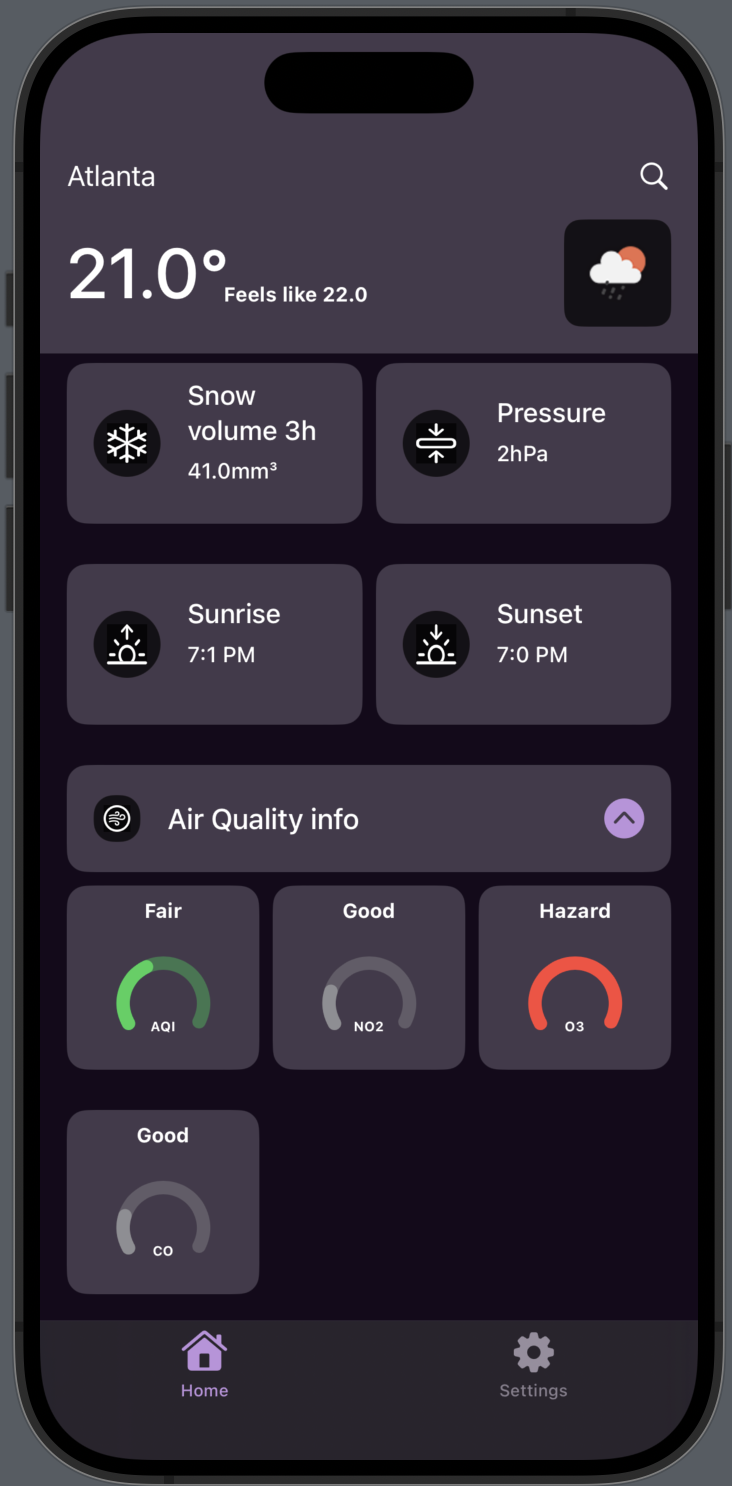 Atlanta
21.0°
Feels like 22.0
Snow
volume 3h
41.0mm³
Pressure
2hPa
Sunrise
7:1 PM
Sunset
7:0 PM
Air Quality info
Fair
AQI
Good
NO2
Hazard
O3
Good
CO
Home
Settings